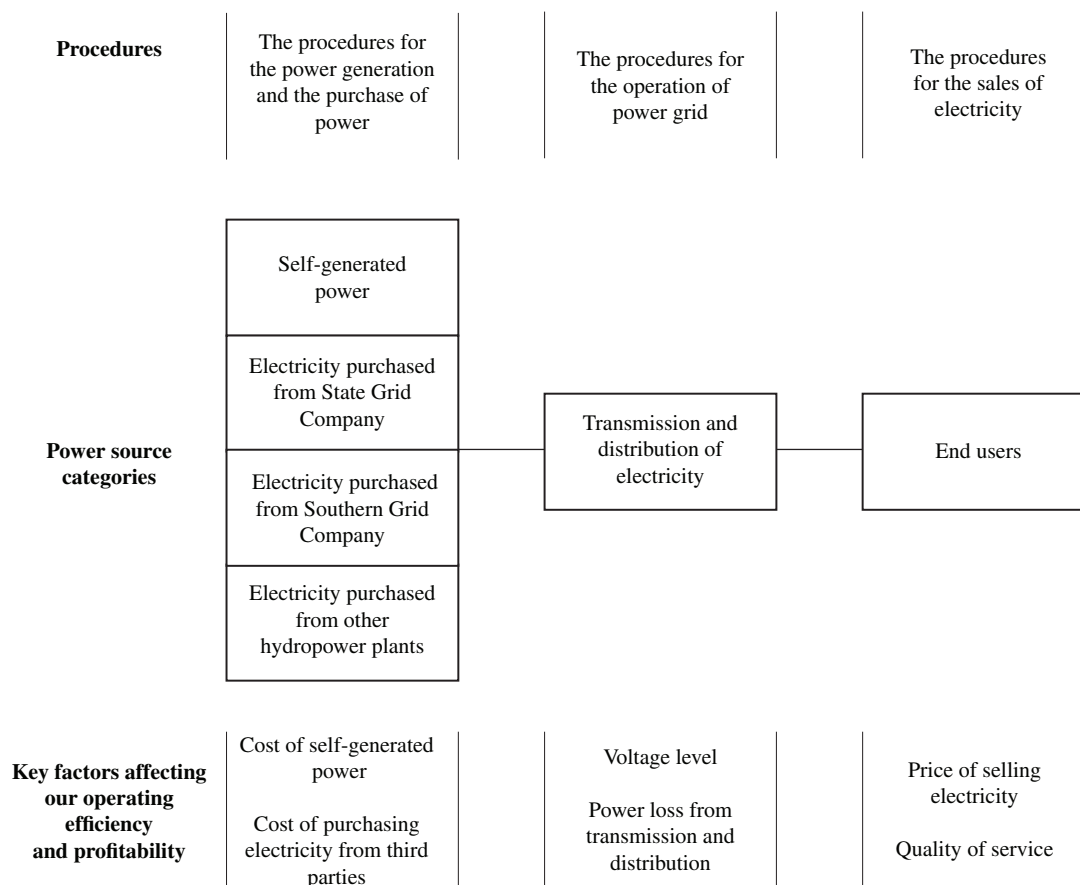 Procedures
The procedures for
the power generation
and the purchase of
power
The procedures for
the operation of
power grid
The procedures
for the sales of
electricity
Power source
categories
Self-generated
power
Electricity purchased
from State Grid
Company
Electricity purchased
from Southern Grid
Company
Electricity purchased
from other
hydropower plants
Transmission and
distribution of
electricity
End users
Key factors affecting
our operating
efficiency
and profitability
Cost of self-generated
power
Cost of purchasing
electricity from third
parties
Voltage level
Power loss from
transmission and
distribution
Price of selling
electricity
Quality of service